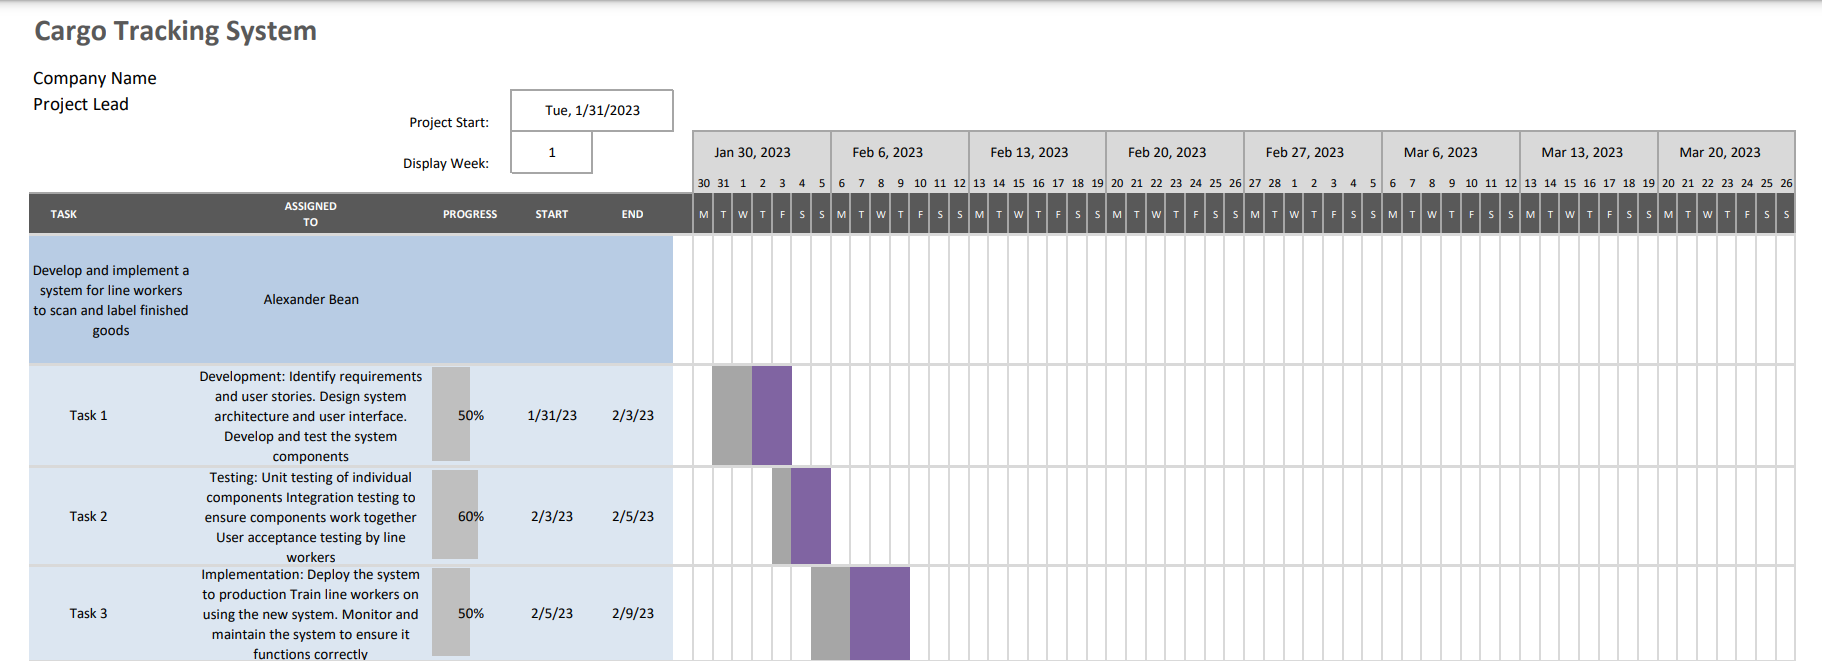 Cargo Tracking System
Company Name
Project Lead
Project Start:
Tue, 1/31/2023
Display Week:
1
Jan 30, 2023 Feb 6, 2023 Feb 13, 2023 Feb 20, 2023 Feb 27, 2023 Mar 6, 2023 Mar 13, 2023 Mar 20, 2023
30 31 1 2 3 4 5 6 7 8 9 10 11 12 13 14 15 16 17 18 19 20 21 22 23 24 25 26 27 28 1 2 3 4 5 6 7 8 9 10 11 12 13 14 15 16 17 18 19 20 21 22 23 24 25 26
TASK
ASSIGNED
TO
PROGRESS START END
M T W T F S S M T W T F S S M T W T F S S M T W T F S S M T W T F S S M T W T F S S M T W T F S S M T W T F S S
Develop and implement a
system for line workers
to scan and label finished
goods
Alexander Bean
Task 1
Development: Identify requirements
and user stories. Design system
architecture and user interface.
Develop and test the system
components
50% 1/31/23 2/3/23
Task 2
Testing: Unit testing of individual
components Integration testing to
ensure components work together
User acceptance testing by line
workers
60% 2/3/23 2/5/23
Task 3
Implementation: Deploy the system
to production Train line workers on
using the new system. Monitor and
maintain the system to ensure it
functions correctly
50% 2/5/23 2/9/23